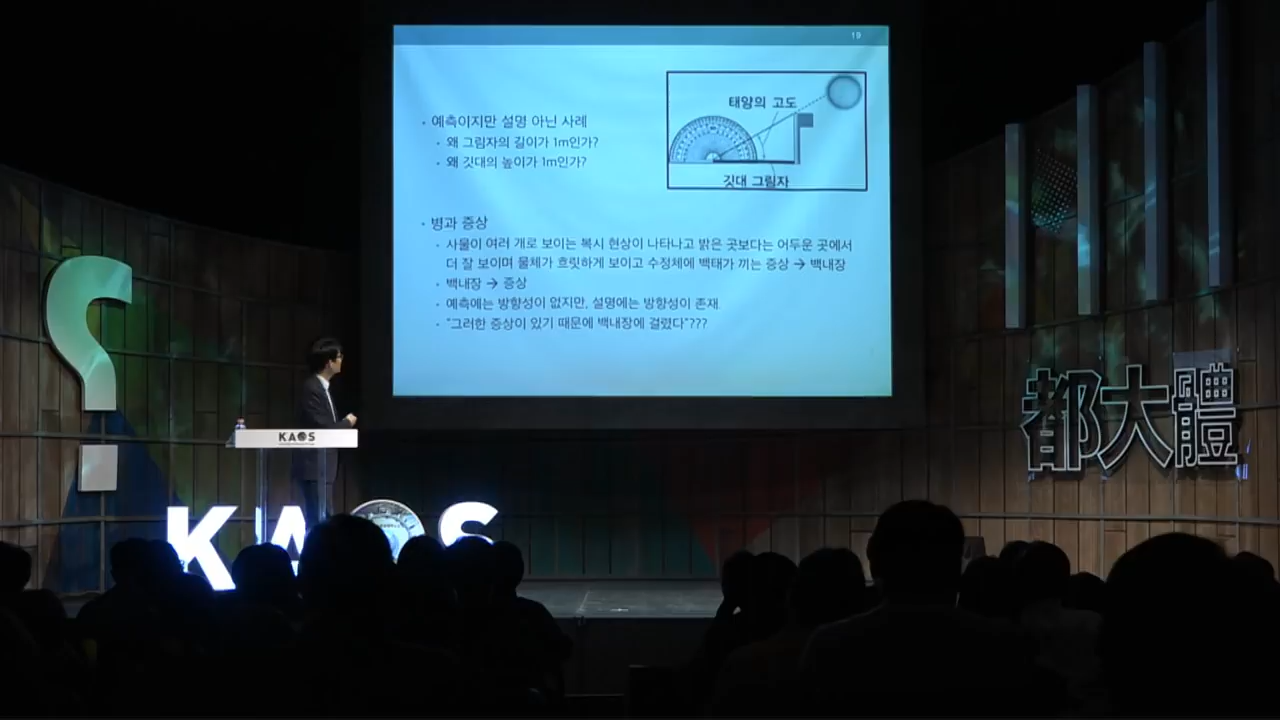 19
예측이지만 설명 아닌 사례
왜 그림자의 길이가 1m인가?
왜 깃대의 높이가 1m인가?
태양의 고도
깃대 그림자
병과 증상
사물이 여러 개로 보이는 복시 현상이 나타나고 밝은 곳보다는 어두운 곳에서
더 잘 보이며 물체가 흐릿하게 보이고 수정체에 백태가 끼는 증상 → 백내장
백내장 → 증상
예측에는 방향성이 없지만, 설명에는 방향성이 존재
"그러한 증상이 있기 때문에 백내장에 걸렸다"???
KAOS
KAOS
都大體